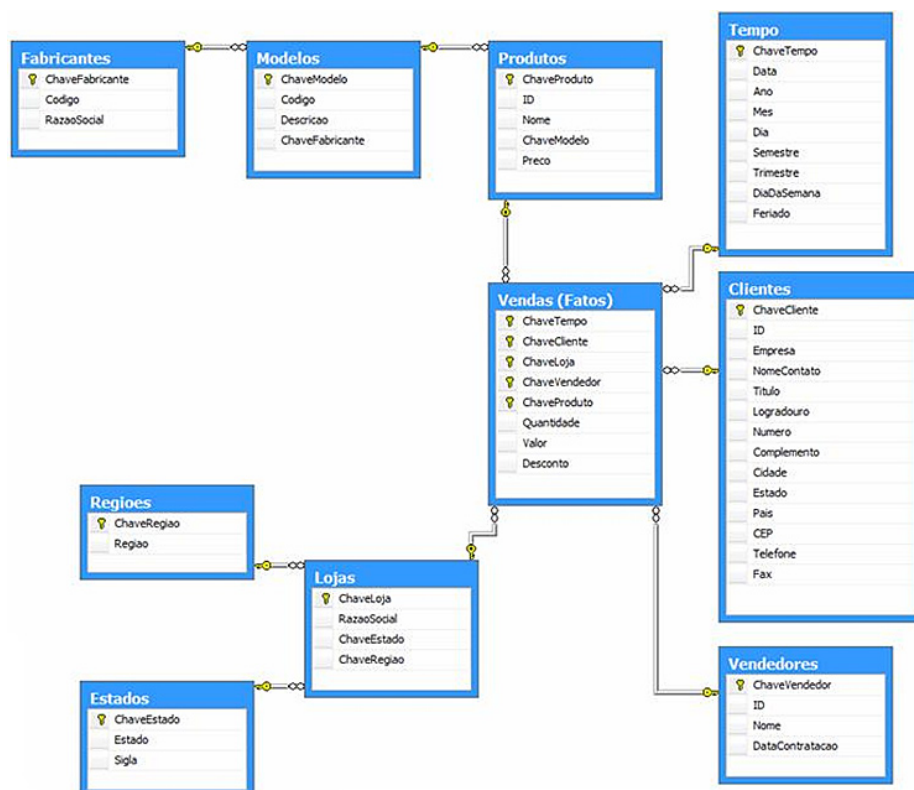 Fabricantes
ChaveFabricante
Codigo
RazaoSocial
Modelos
ChaveModelo
Codigo
Descricao
ChaveFabricante
Produtos
ChaveProduto
ID
Nome
ChaveModelo
Preco
Tempo
ChaveTempo
Data
Ano
Mes
Dia
Semestre
Trimestre
DiaDaSemana
Feriado
Vendas (Fatos)
ChaveTempo
ChaveCliente
ChaveLoja
ChaveVendedor
ChaveProduto
Quantidade
Valor
Desconto
Clientes
ChaveCliente
ID
Empresa
NomeContato
Titulo
Logradouro
Numero
Complemento
Cidade
Estado
Pais
CEP
Telefone
Fax
Regioes
ChaveRegiao
Regiao
Lojas
ChaveLoja
RazaoSocial
ChaveEstado
ChaveRegiao
Estados
ChaveEstado
Estado
Sigla
Vendedores
ChaveVendedor
ID
Nome
DataContratacao